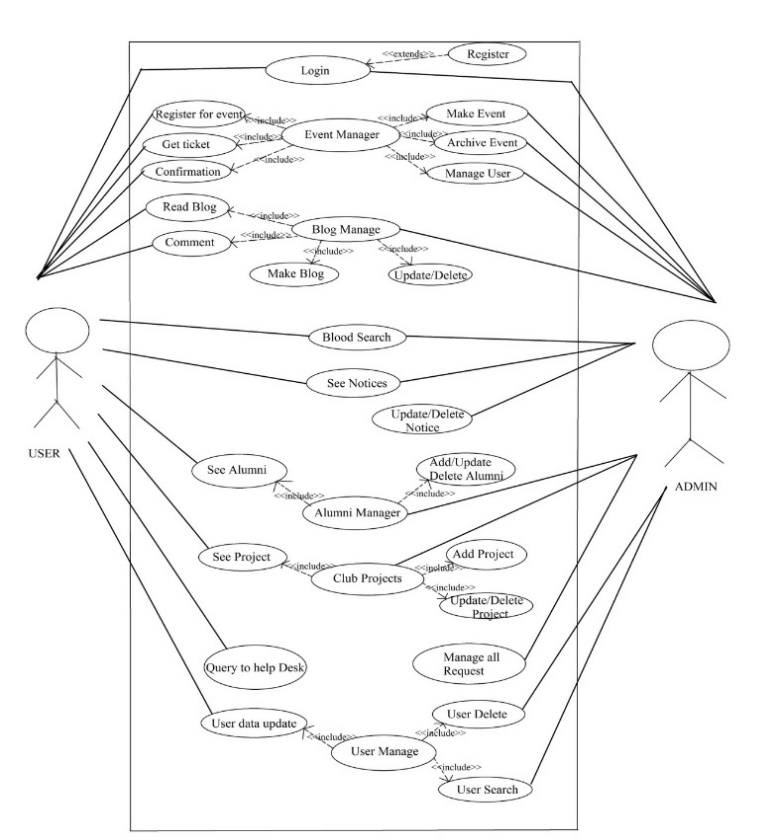 <<extends>>
Register
Login
Register for event
<<include>>
<<include>>
Make Event
Get ticket
<<include>>
Event Manager
<<include>>
Archive Event
Confirmation
<<include>>
<<include>>
Manage User
Read Blog
<<include>>
Blog Manage
Comment
<<include>>
<<include>>
<<include>>
Make Blog
Update/Delete
Blood Search
See Notices
Update/Delete
Notice
USER
See Alumni
Add/Update
Delete Alumni
<<include>>
<<include>>
Alumni Manager
ADMIN
See Project
Add Project
<<include>>
<<include>>
Club Projects
<<include>>
Update/Delete
Project
Query to help Desk
Manage all
Request
User data update
User Delete
<<include>>
<<include>>
User Manage
<<include>>
User Search